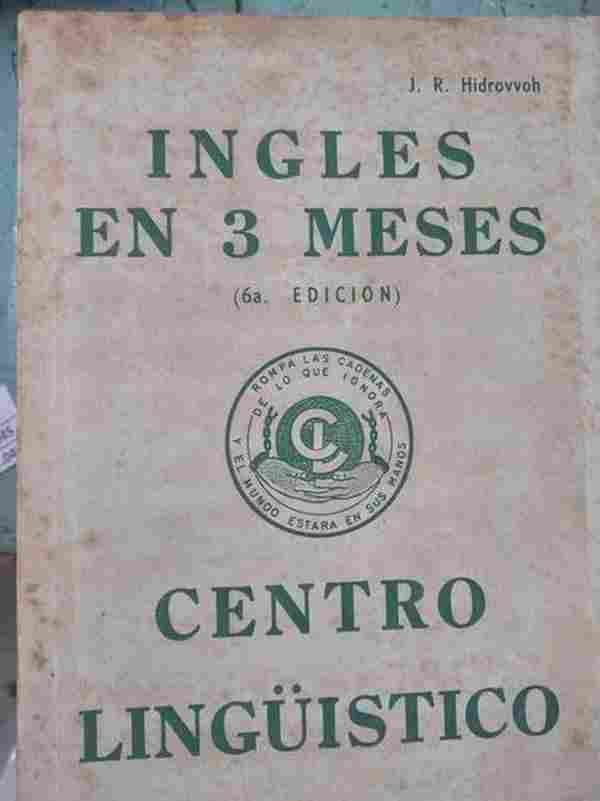 J. R. Hidrovvoh
INGLES
EN 3 MESES
(6a. EDICION)
ROMPA LAS CADENAS
DE LO QUE IGNORA
CL
Y EL MUNDO ESTARA EN SUS MANOS
CENTRO
LINGÜISTICO